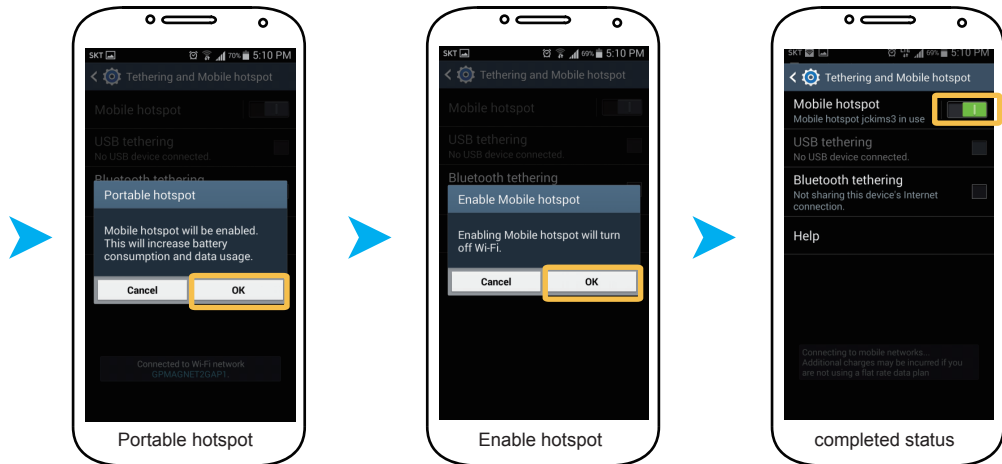 SKT 70% 5:10 PM
Tethering and Mobile hotspot
Mobile hotspot
USB tethering
No USB device connected.
Bluetooth tethering
Portable hotspot
Mobile hotspot will be enabled.
This will increase battery
consumption and data usage.
Cancel OK
Connected to Wi-Fi network
GPMAGNET2GAP1.
Portable hotspot
SKT 69% 5:10 PM
Tethering and Mobile hotspot
Mobile hotspot
USB tethering
No USB device connected.
Bluetooth tethering
Enable Mobile hotspot
Enabling Mobile hotspot will turn
off Wi-Fi.
Cancel OK
Enable hotspot
SKT LTE 69% 5:10 PM
Tethering and Mobile hotspot
Mobile hotspot
Mobile hotspot jckims3 in use
USB tethering
No USB device connected.
Bluetooth tethering
Not sharing this device's Internet
connection.
Help
Connecting to mobile networks...
Additional charges may be incurred if you
are not using a flat rate data plan
completed status